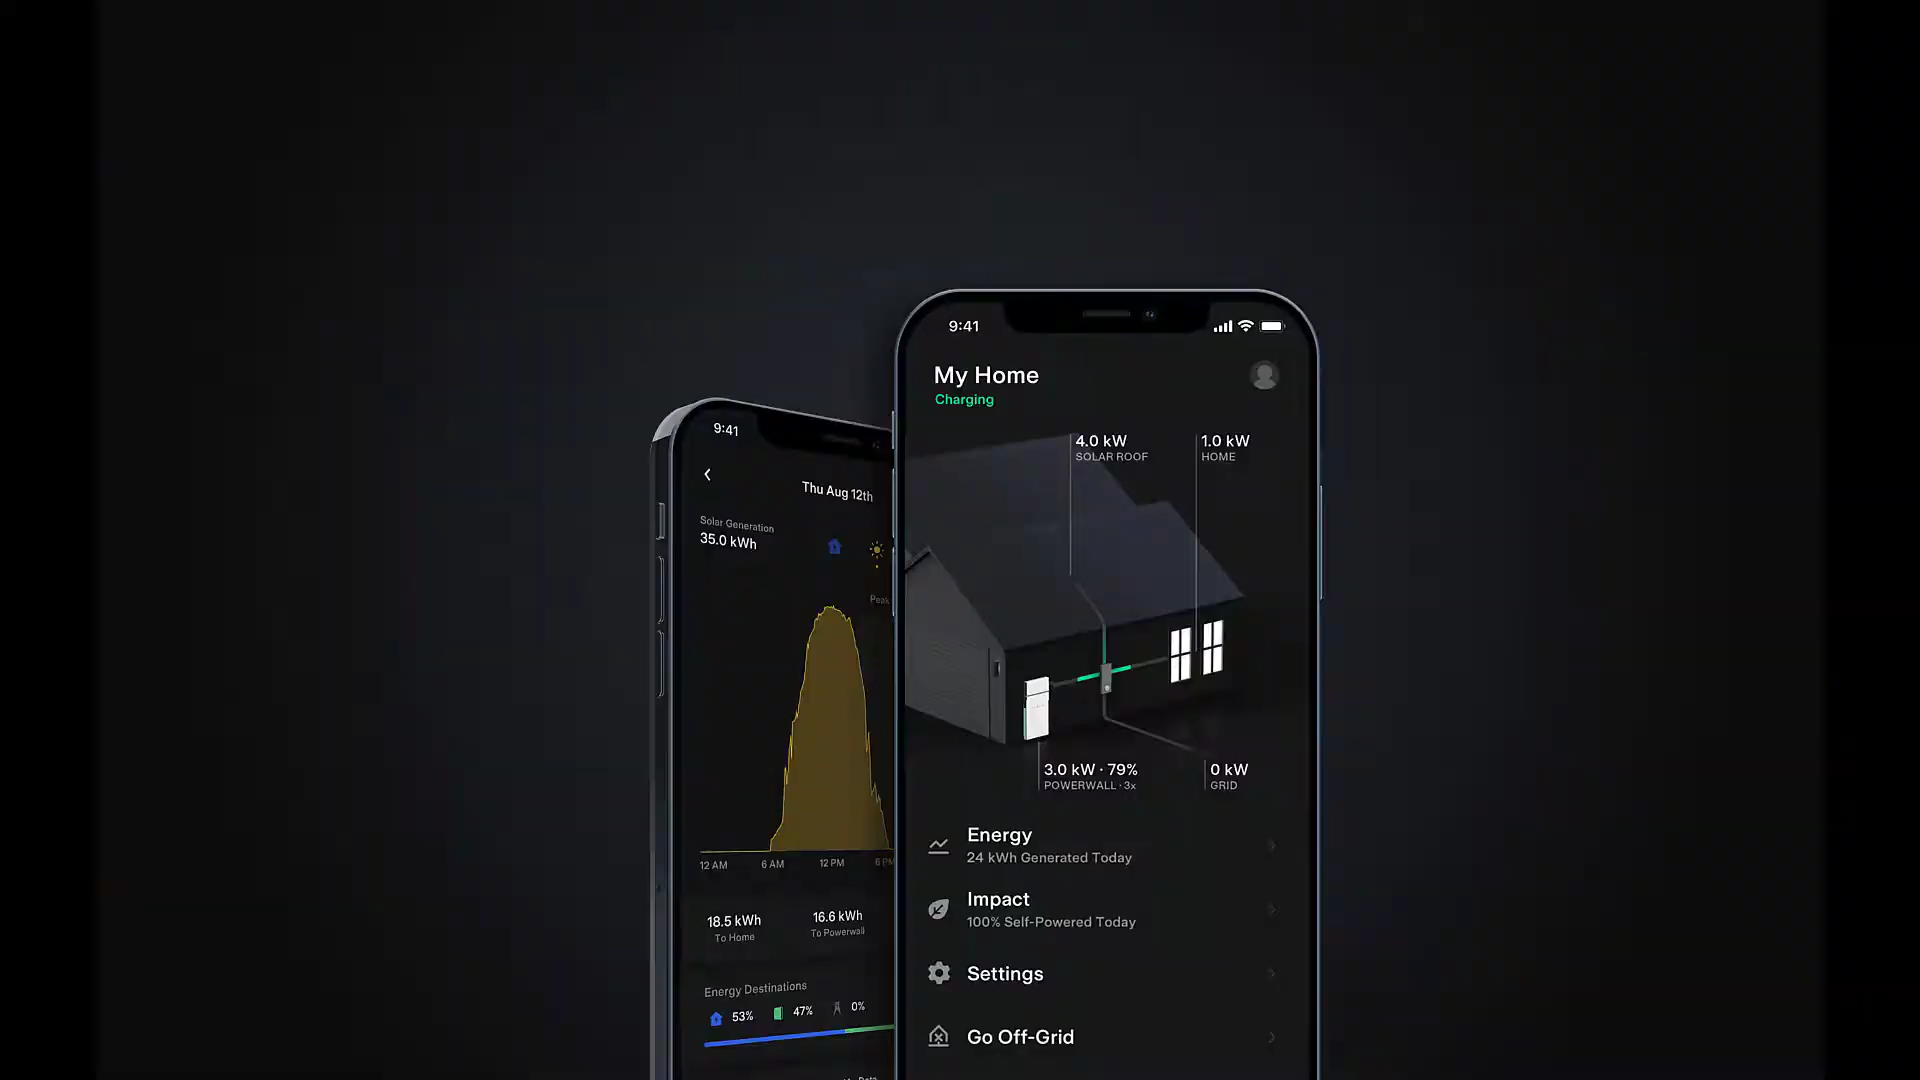 9:41
Thu Aug 12th
Solar Generation
35.0 kWh
Peak
12 AM 6 AM 12 PM 6 PM
18.5 kWh 16.6 kWh
To Home To Powerwall
Energy Destinations
53% 47% 0%
9:41
My Home
Charging
4.0 kW 1.0 kW
SOLAR ROOF HOME
3.0 kW · 79% 0 kW
POWERWALL · 3x GRID
Energy
24 kWh Generated Today
Impact
100% Self-Powered Today
Settings
Go Off-Grid